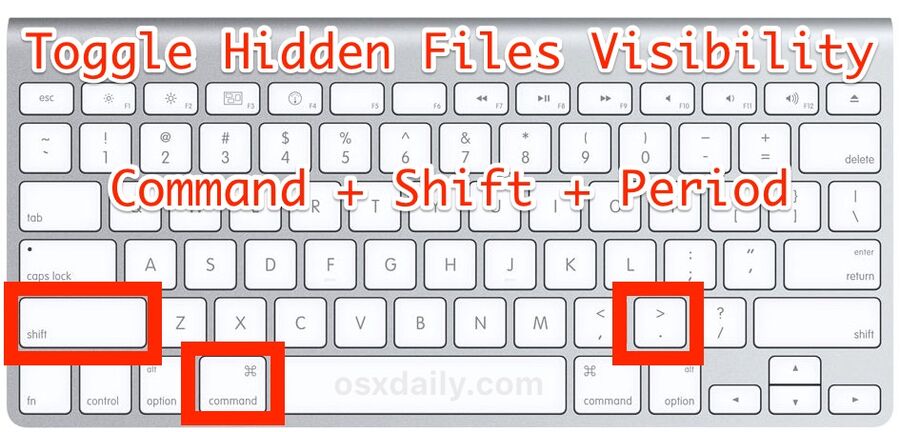 Toggle Hidden Files Visibility
esc F1 F2 F3 F4 F5 F6 F7 F8 F9 F10 F11 F12
~ ! @ # $ % ^ & * ( ) – +
` 1 2 3 4 5 6 7 8 9 0 - = delete
Command + Shift + Period
tab R T I \
caps lock A S D F G H J K L : ; " ' enter return
shift Z X C V B N M < , > . ? / shift
fn control alt option ⌘ command osxdaily.com ⌘ command alt option